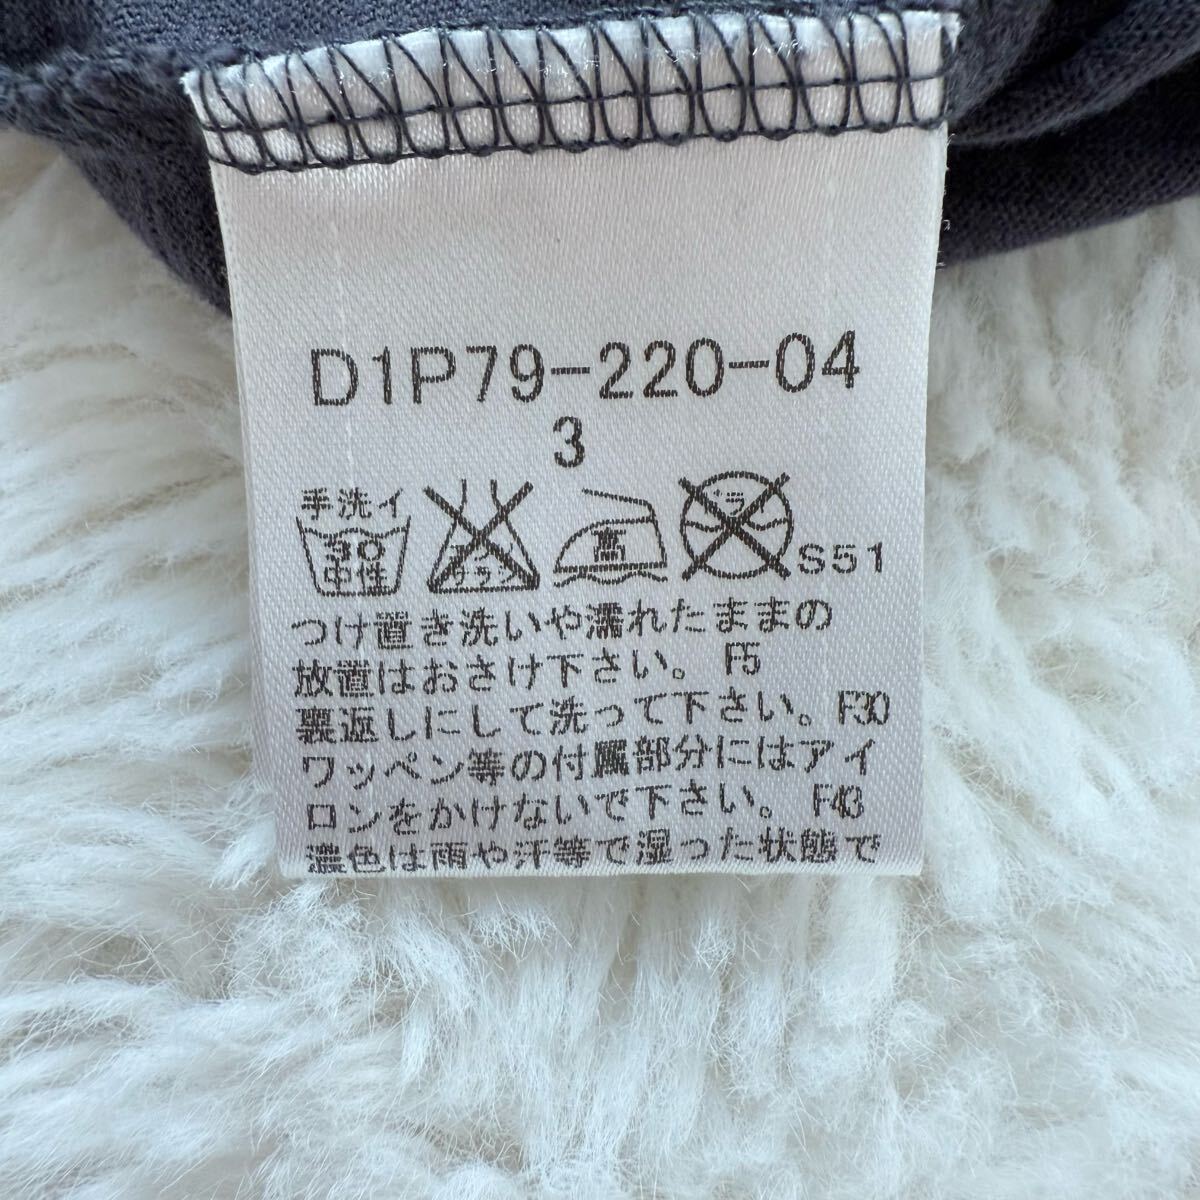 D1P79-220-04
3
手洗イ
30
中性
高
S51
つけ置き洗いや濡れたままの
放置はおさけ下さい。 F5
裏返しにして洗って下さい。F30
ワッペン等の付属部分にはアイ
ロンをかけないで下さい。 F43
濃色は雨や汗等で湿った状態で